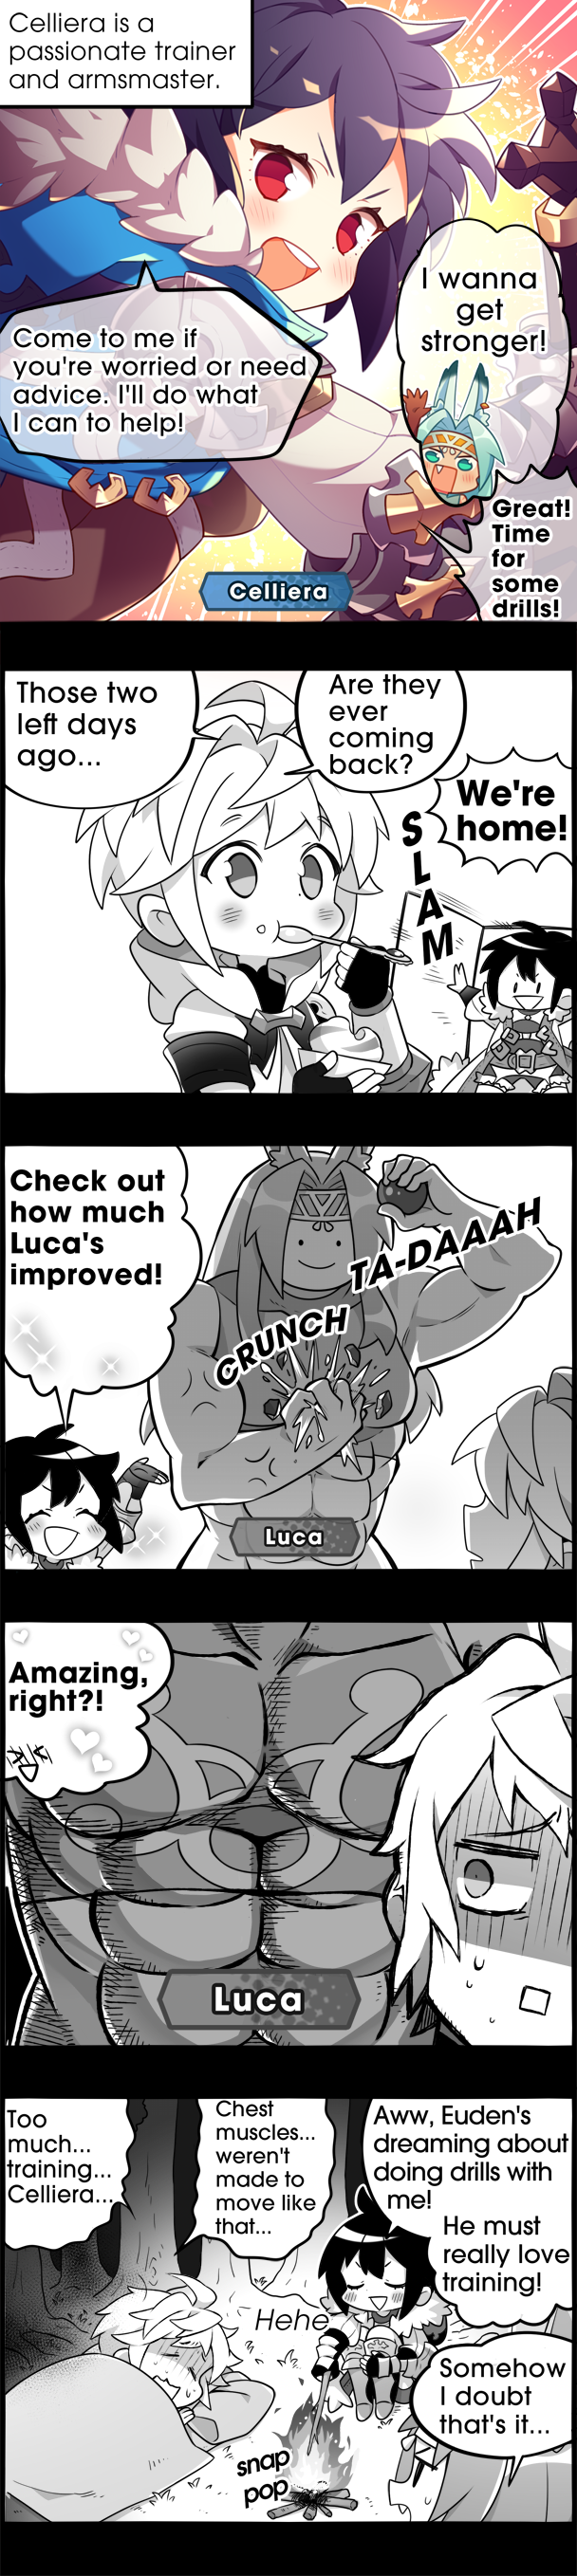 Celliera is a
passionate trainer
and armsmaster.
I wanna
get
stronger!
Come to me if
you're worried or need
advice. I'll do what
I can to help!
Great!
Time
for
some
drills!
Celliera
Those two
left days
ago...
Are they
ever
coming
back?
We're
home!
SLAM
Check out
how much
Luca's
improved!
TA-DAAAH
CRUNCH
Luca
Amazing,
right?!
Luca
Too
much...
training...
Celliera...
Chest
muscles...
weren't
made to
move like
that...
Aww, Euden's
dreaming about
doing drills with
me!
He must
really love
training!
Hehe
Somehow
I doubt
that's it...
snap
pop